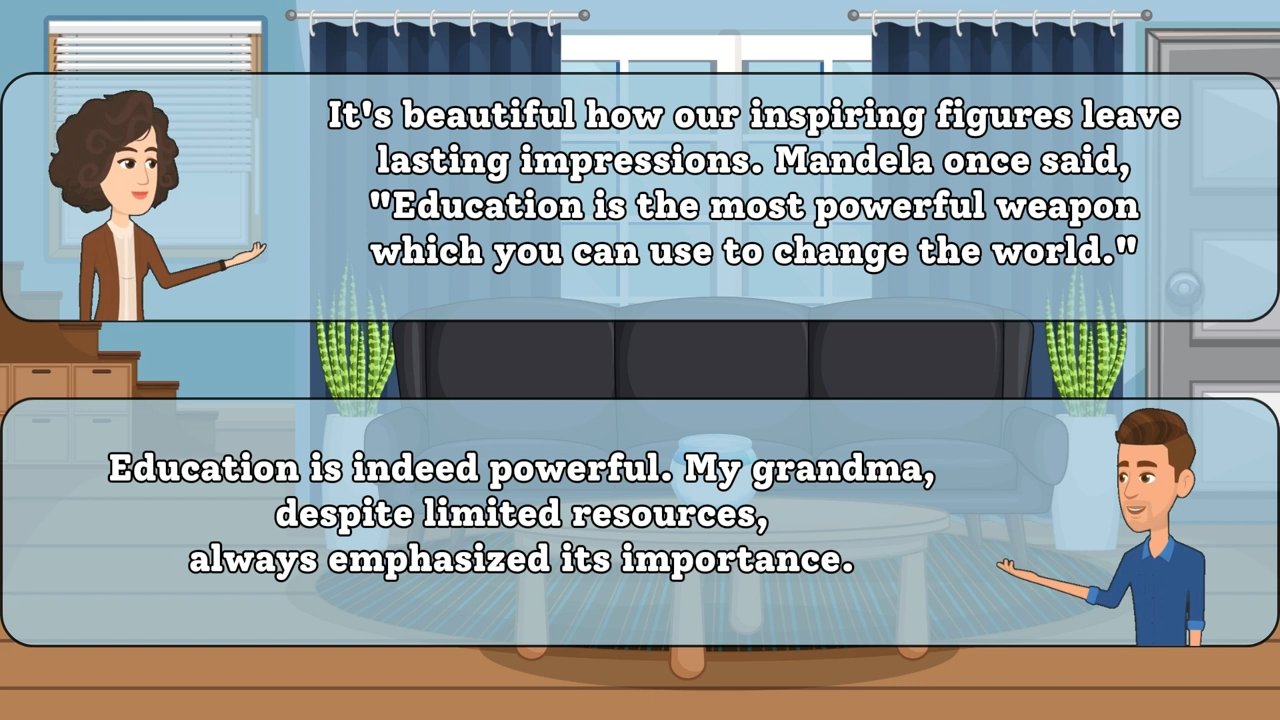 It's beautiful how our inspiring figures leave
lasting impressions. Mandela once said,
"Education is the most powerful weapon
which you can use to change the world."
Education is indeed powerful. My grandma,
despite limited resources,
always emphasized its importance.